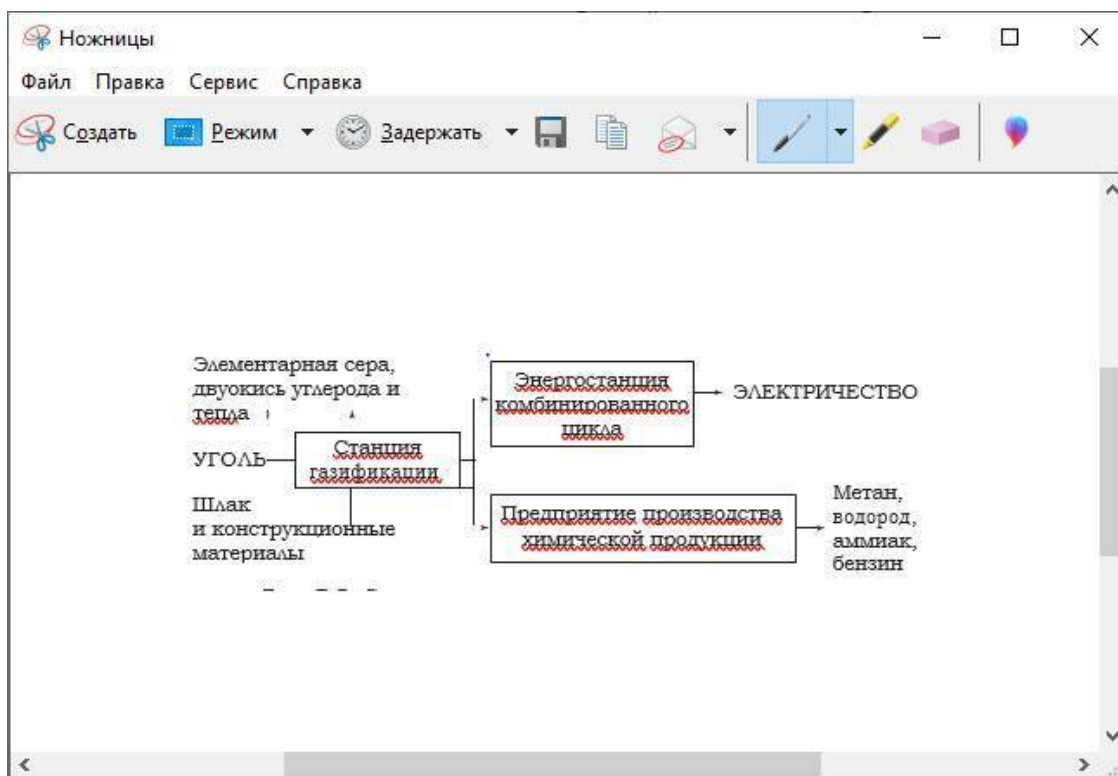 Ножницы
Файл Правка Сервис Справка
Создать Режим Задержать
Элементарная сера,
двуокись углерода и
тепла
УГОЛЬ
Станция
газификации
Шлак
и конструкционные
материалы
Энергостанция
комбинированного
цикла
ЭЛЕКТРИЧЕСТВО
Предприятие производства
химической продукции
Метан,
водород,
аммиак,
бензин